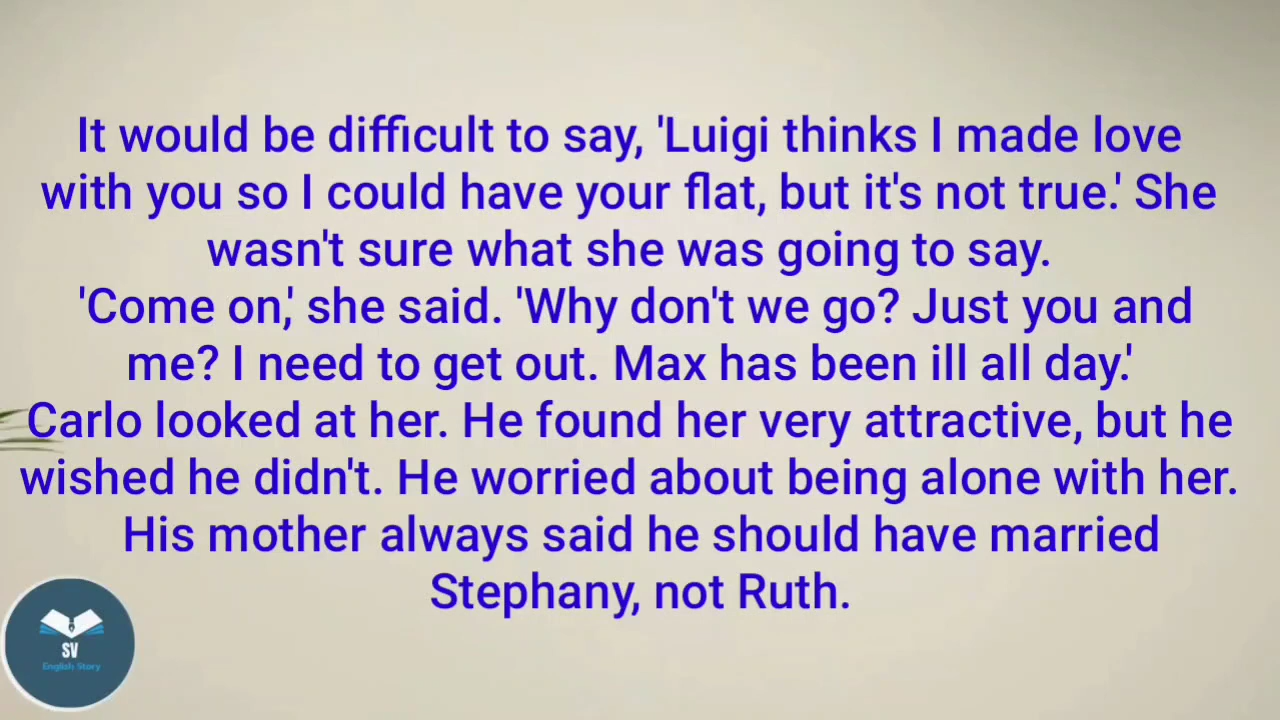 It would be difficult to say, 'Luigi thinks I made love
with you so I could have your flat, but it's not true.' She
wasn't sure what she was going to say.
'Come on,' she said. 'Why don't we go? Just you and
me? I need to get out. Max has been ill all day.'
Carlo looked at her. He found her very attractive, but he
wished he didn't. He worried about being alone with her.
His mother always said he should have married
Stephany, not Ruth.
SV
English Story